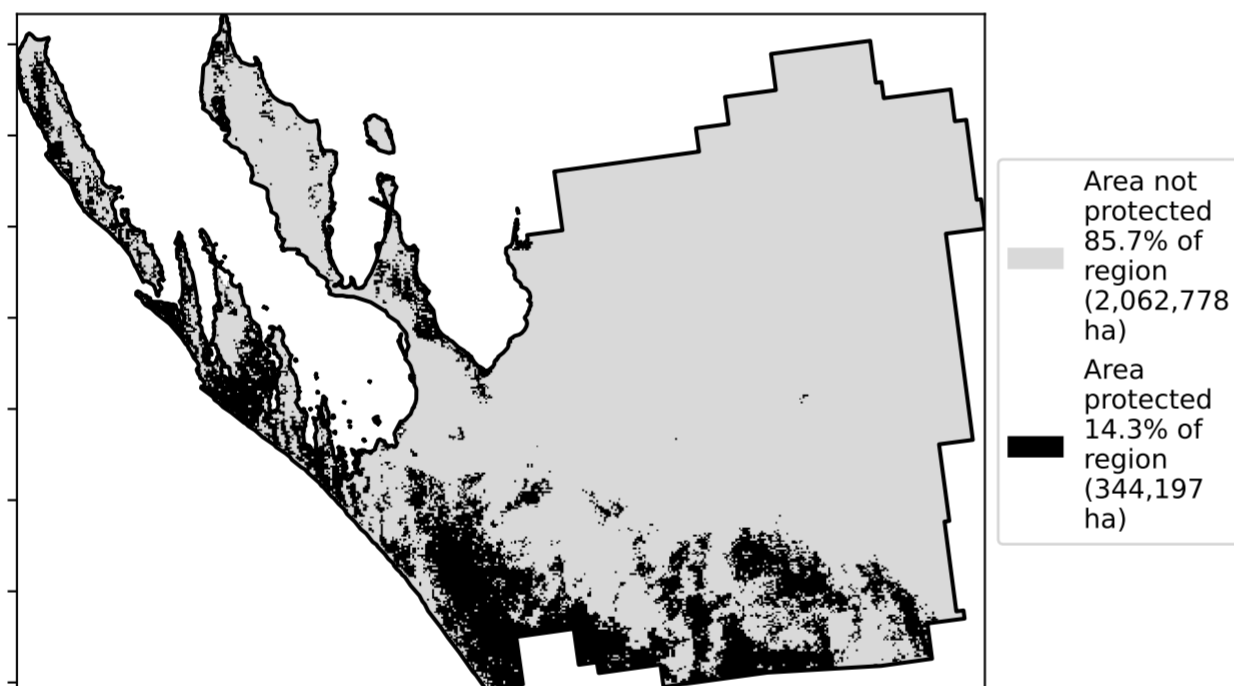 Area not
protected
85.7% of
region
(2,062,778
ha)
Area
protected
14.3% of
region
(344,197
ha)